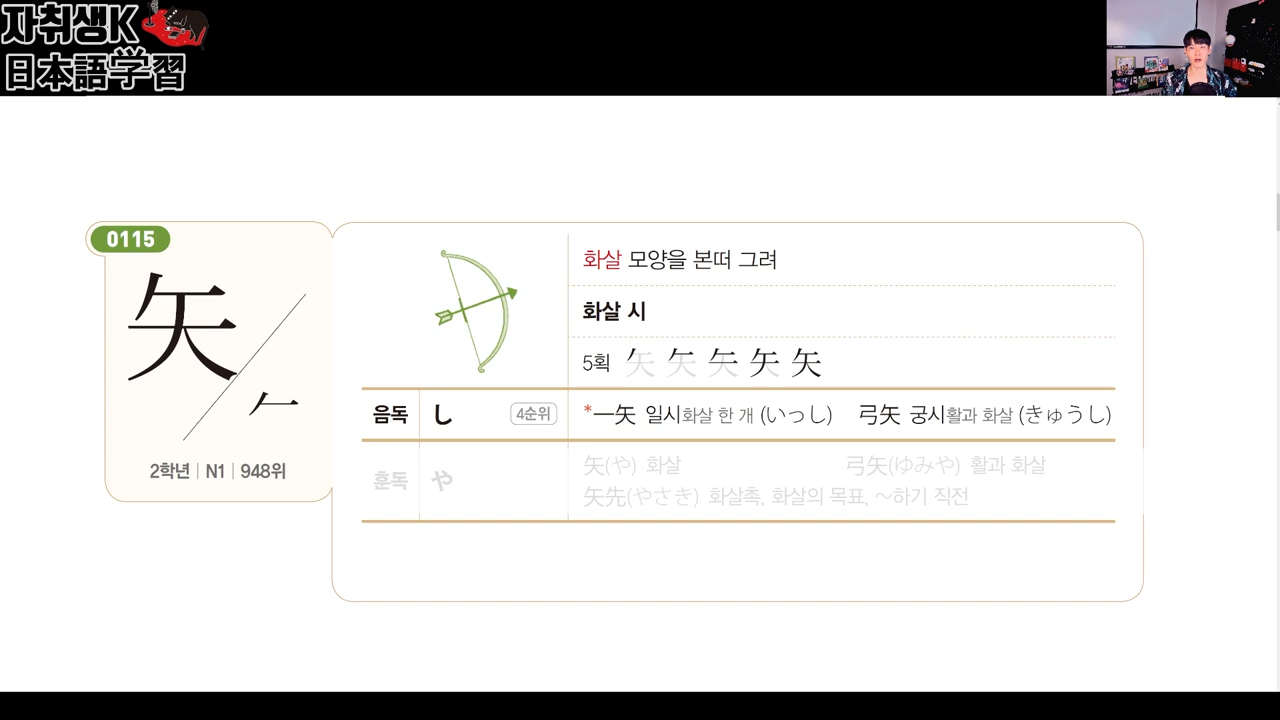 자취생K
日本語学習
0115
矢
𠂉
2학년 | N1 | 948위
화살 모양을 본떠 그려
화살 시
5획 矢 矢 矢 矢 矢
음독 し 4순위 *一矢 일시화살 한 개 (いっし) 弓矢 궁시활과 화살 (きゅうし)
훈독 や 矢(や) 화살 弓矢(ゆみや) 활과 화살
矢先(やさき) 화살촉, 화살의 목표, ~하기 직전